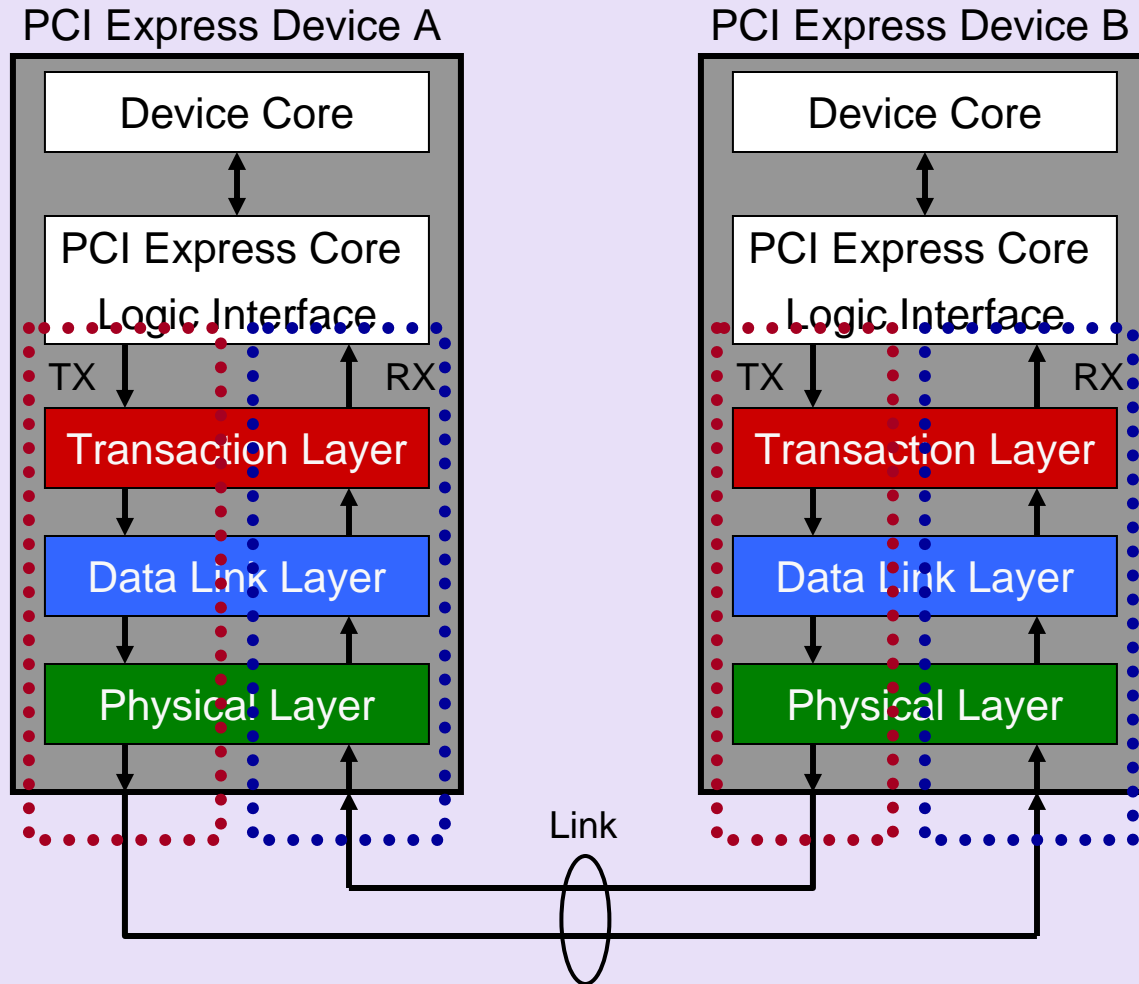 PCI Express Device A
Device Core
PCI Express Core
Logic Interface
TX
RX
Transaction Layer
Data Link Layer
Physical Layer
PCI Express Device B
Device Core
PCI Express Core
Logic Interface
TX
RX
Transaction Layer
Data Link Layer
Physical Layer
Link